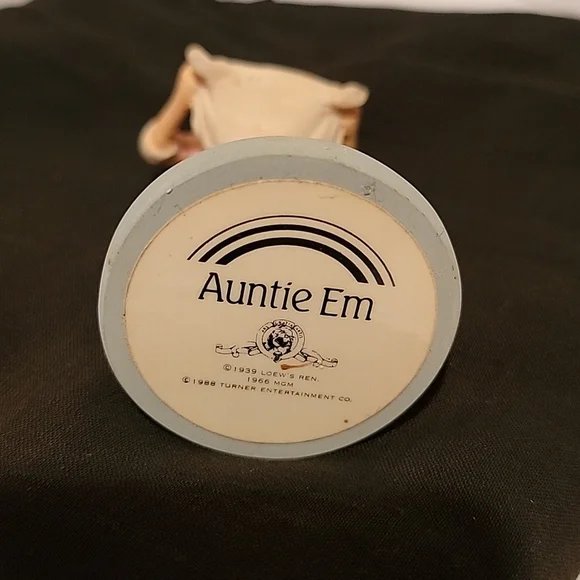 Auntie Em
© 1939 LOEW'S REN.
1966 MGM
© 1988 TURNER ENTERTAINMENT CO.